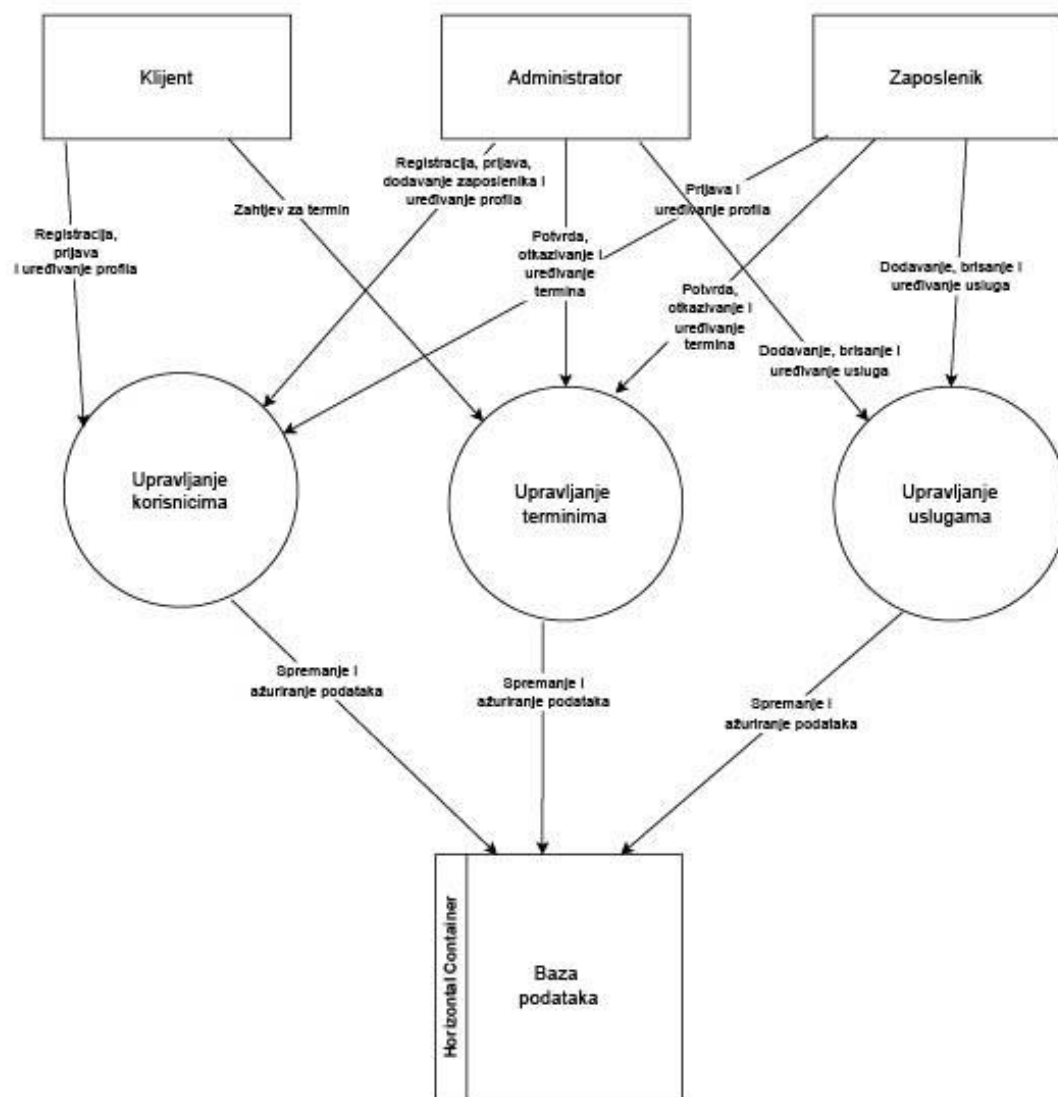 Klijent
Administrator
Zaposlenik
Registracija, prijava,
dodavanje zaposlenika i
uređivanje profila
Zahtjev za termin
Prijava i
uređivanje profila
Registracija,
prijava
i uređivanje profila
Potvrda,
otkazivanje i
uređivanje
termina
Dodavanje, brisanje i
uređivanje usluga
Potvrda,
otkazivanje i
uređivanje
termina
Dodavanje, brisanje i
uređivanje usluga
Upravljanje
korisnicima
Upravljanje
terminima
Upravljanje
uslugama
Spremanje i
ažuriranje podataka
Spremanje i
ažuriranje podataka
Spremanje i
ažuriranje podataka
Horizontal Container
Baza
podataka